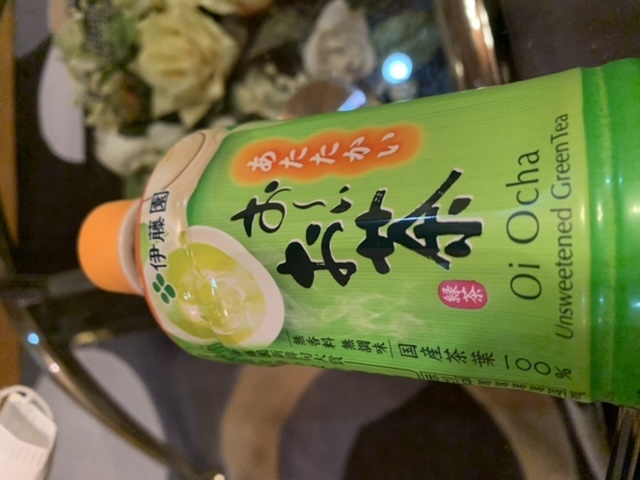 伊藤園
あたたかい
お〜い
お茶
緑茶
Oi Ocha
Unsweetened Green Tea
無香料 無調味
国産茶葉一〇〇%